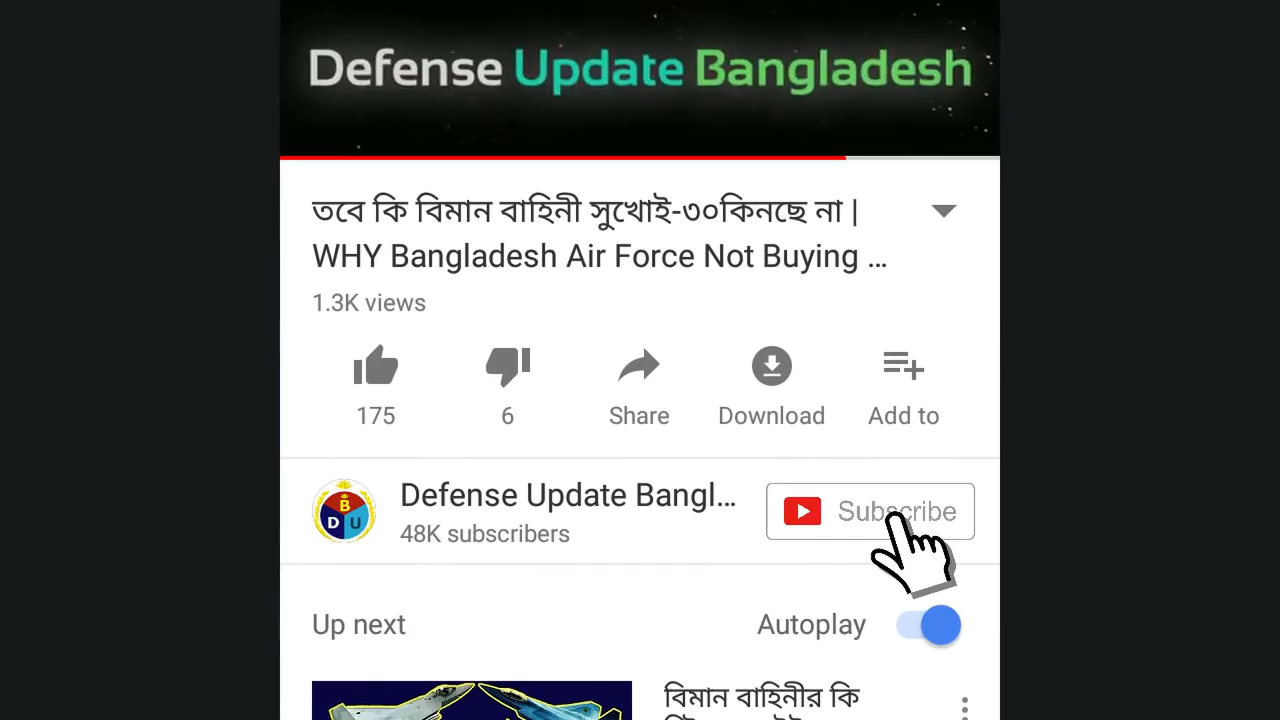 Defense Update Bangladesh
তবে কি বিমান বাহিনী সুখোই-৩০কিনছে না |
WHY Bangladesh Air Force Not Buying ...
1.3K views
175
6
Share
Download
Add to
B
D U
Defense Update Bangl...
48K subscribers
Subscribe
Up next
Autoplay
বিমান বাহিনীর কি